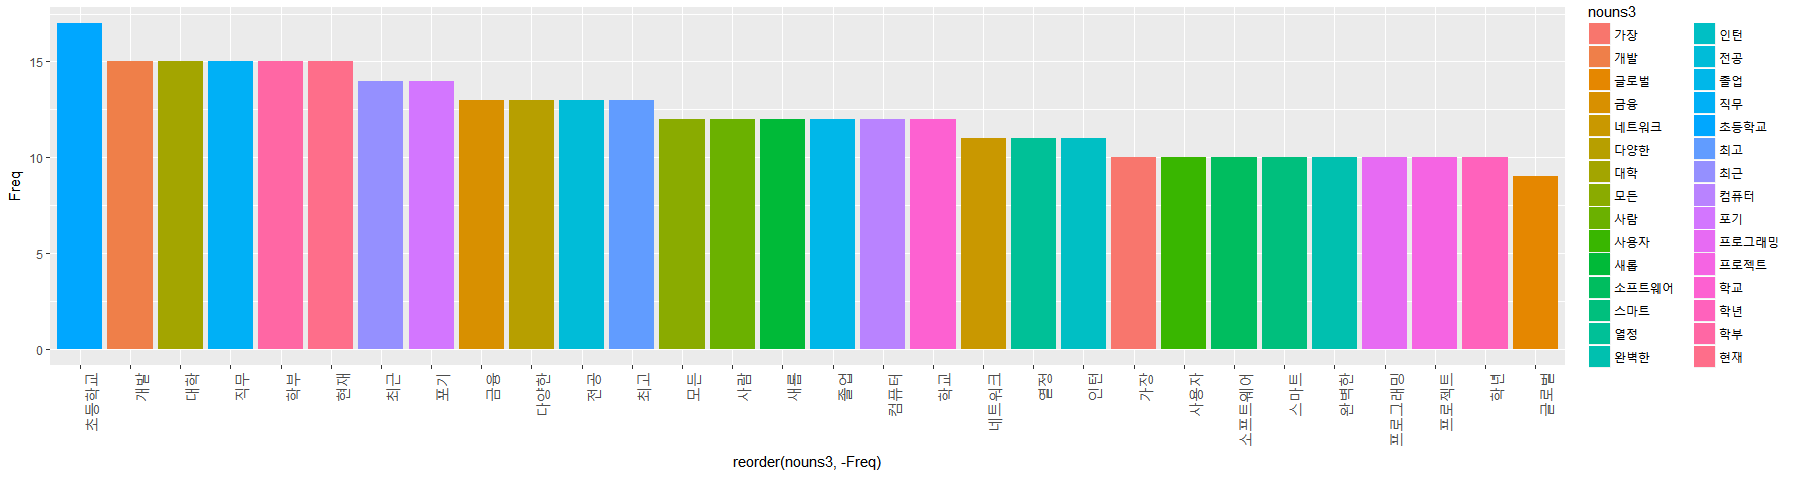 Freq
15
10
5
0
초등학교
개발
대학
직무
학부
현재
최근
포기
금융
다양한
전공
최고
모든
사람
새롭
졸업
컴퓨터
학교
네트워크
열정
인턴
가장
사용자
소프트웨어
스마트
완벽한
프로그래밍
프로젝트
학년
글로벌
reorder(nouns3, -Freq)
nouns3
가장
개발
글로벌
금융
네트워크
다양한
대학
모든
사람
사용자
새롭
소프트웨어
스마트
열정
완벽한
인턴
전공
졸업
직무
초등학교
최고
최근
컴퓨터
포기
프로그래밍
프로젝트
학교
학년
학부
현재